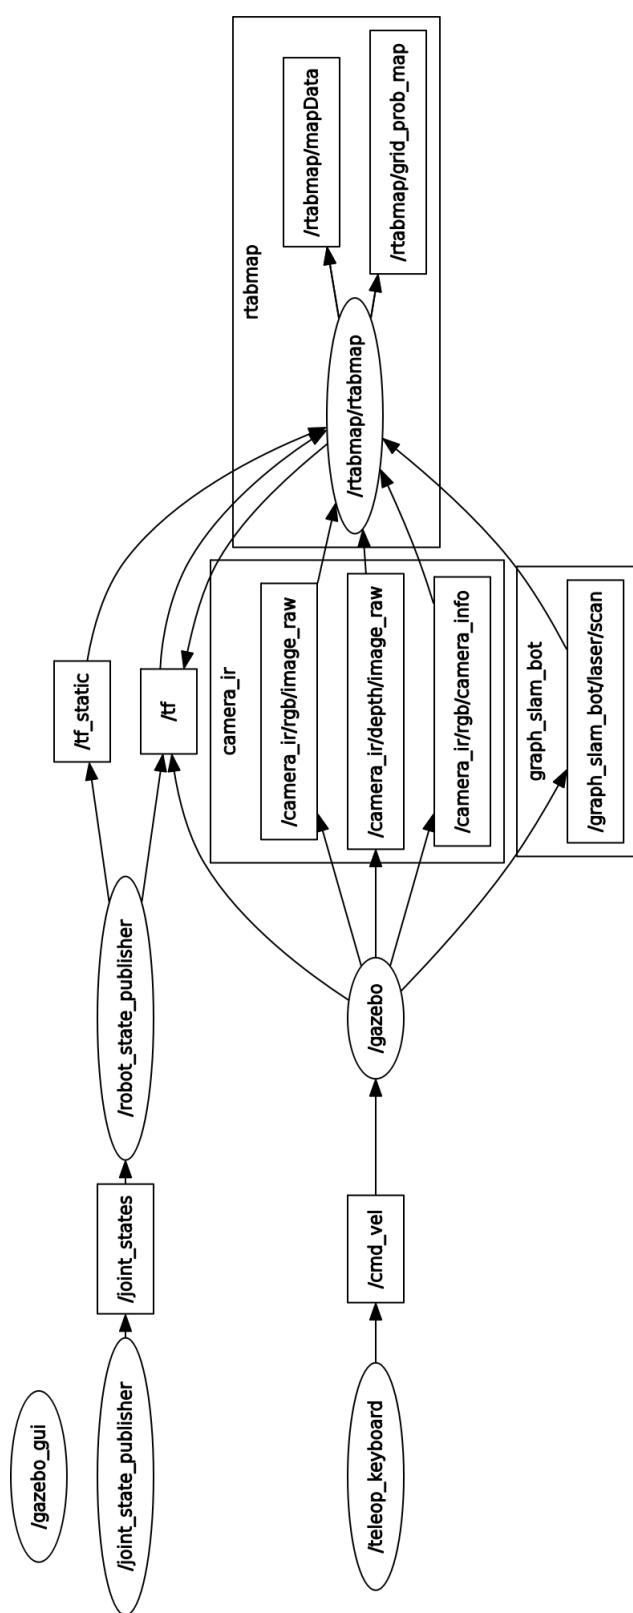 /gazebo_gui
/joint_state_publisher
/joint_states
/robot_state_publisher
/tf_static
/tf
/teleop_keyboard
/cmd_vel
/gazebo
camera_ir
/camera_ir/rgb/image_raw
/camera_ir/depth/image_raw
/camera_ir/rgb/camera_info
graph_slam_bot
/graph_slam_bot/laser/scan
rtabmap
/rtabmap/rtabmap
/rtabmap/mapData
/rtabmap/grid_prob_map